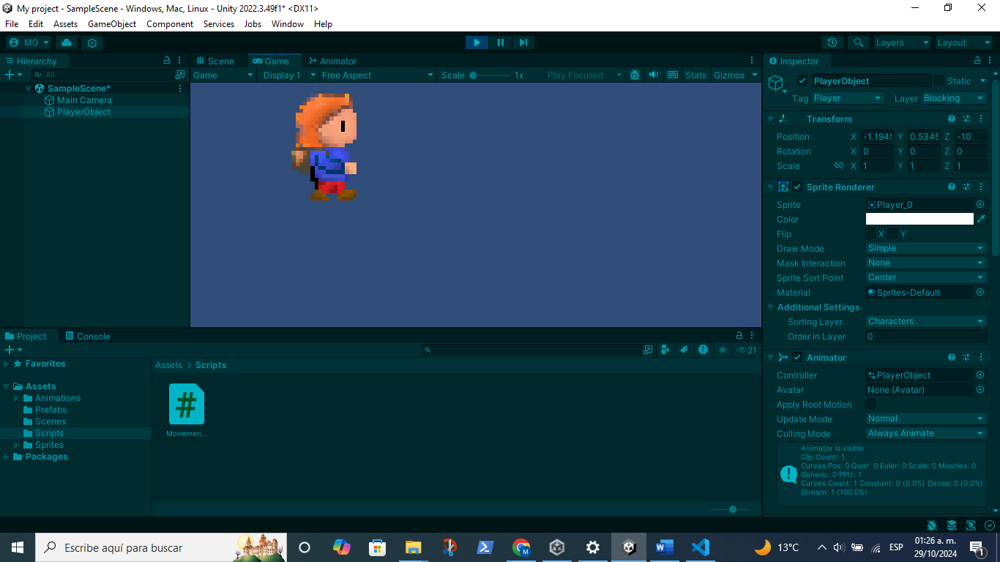 My project - SampleScene - Windows, Mac, Linux - Unity 2022.3.49f1* <DX11>
File Edit Assets GameObject Component Services Jobs Window Help
MG Layers Layout
Hierarchy
All
SampleScene*
Main Camera
PlayerObject
Scene Game Animator
Game Display 1 Free Aspect Scale 1x Play Focused Stats Gizmos
Inspector
PlayerObject Static
Tag Player Layer Blocking
Transform
Position X -1.1945 Y 0.5345 Z -10
Rotation X 0 Y 0 Z 0
Scale X 1 Y 1 Z 1
Sprite Renderer
Sprite Player_0
Color
Flip X Y
Draw Mode Simple
Mask Interaction None
Sprite Sort Point Center
Material Sprites-Default
Additional Settings
Sorting Layer Characters
Order in Layer 0
Animator
Controller PlayerObject
Avatar None (Avatar)
Apply Root Motion
Update Mode Normal
Culling Mode Always Animate
Animator is visible
Clip Count: 1
Curves Pos: 0 Quat: 0 Euler: 0 Scale: 0 Muscles: 0
Generic: 0 PPtr: 1
Curves Count: 1 Constant: 0 (0.0%) Dense: 0 (0.0%)
Stream: 1 (100.0%)
Project Console
21
Favorites
Assets
Animations
Prefabs
Scenes
Scripts
Sprites
Packages
Assets > Scripts
#
Movemen...
Escribe aquí para buscar
13°C
ESP
01:26 a. m.
29/10/2024
1